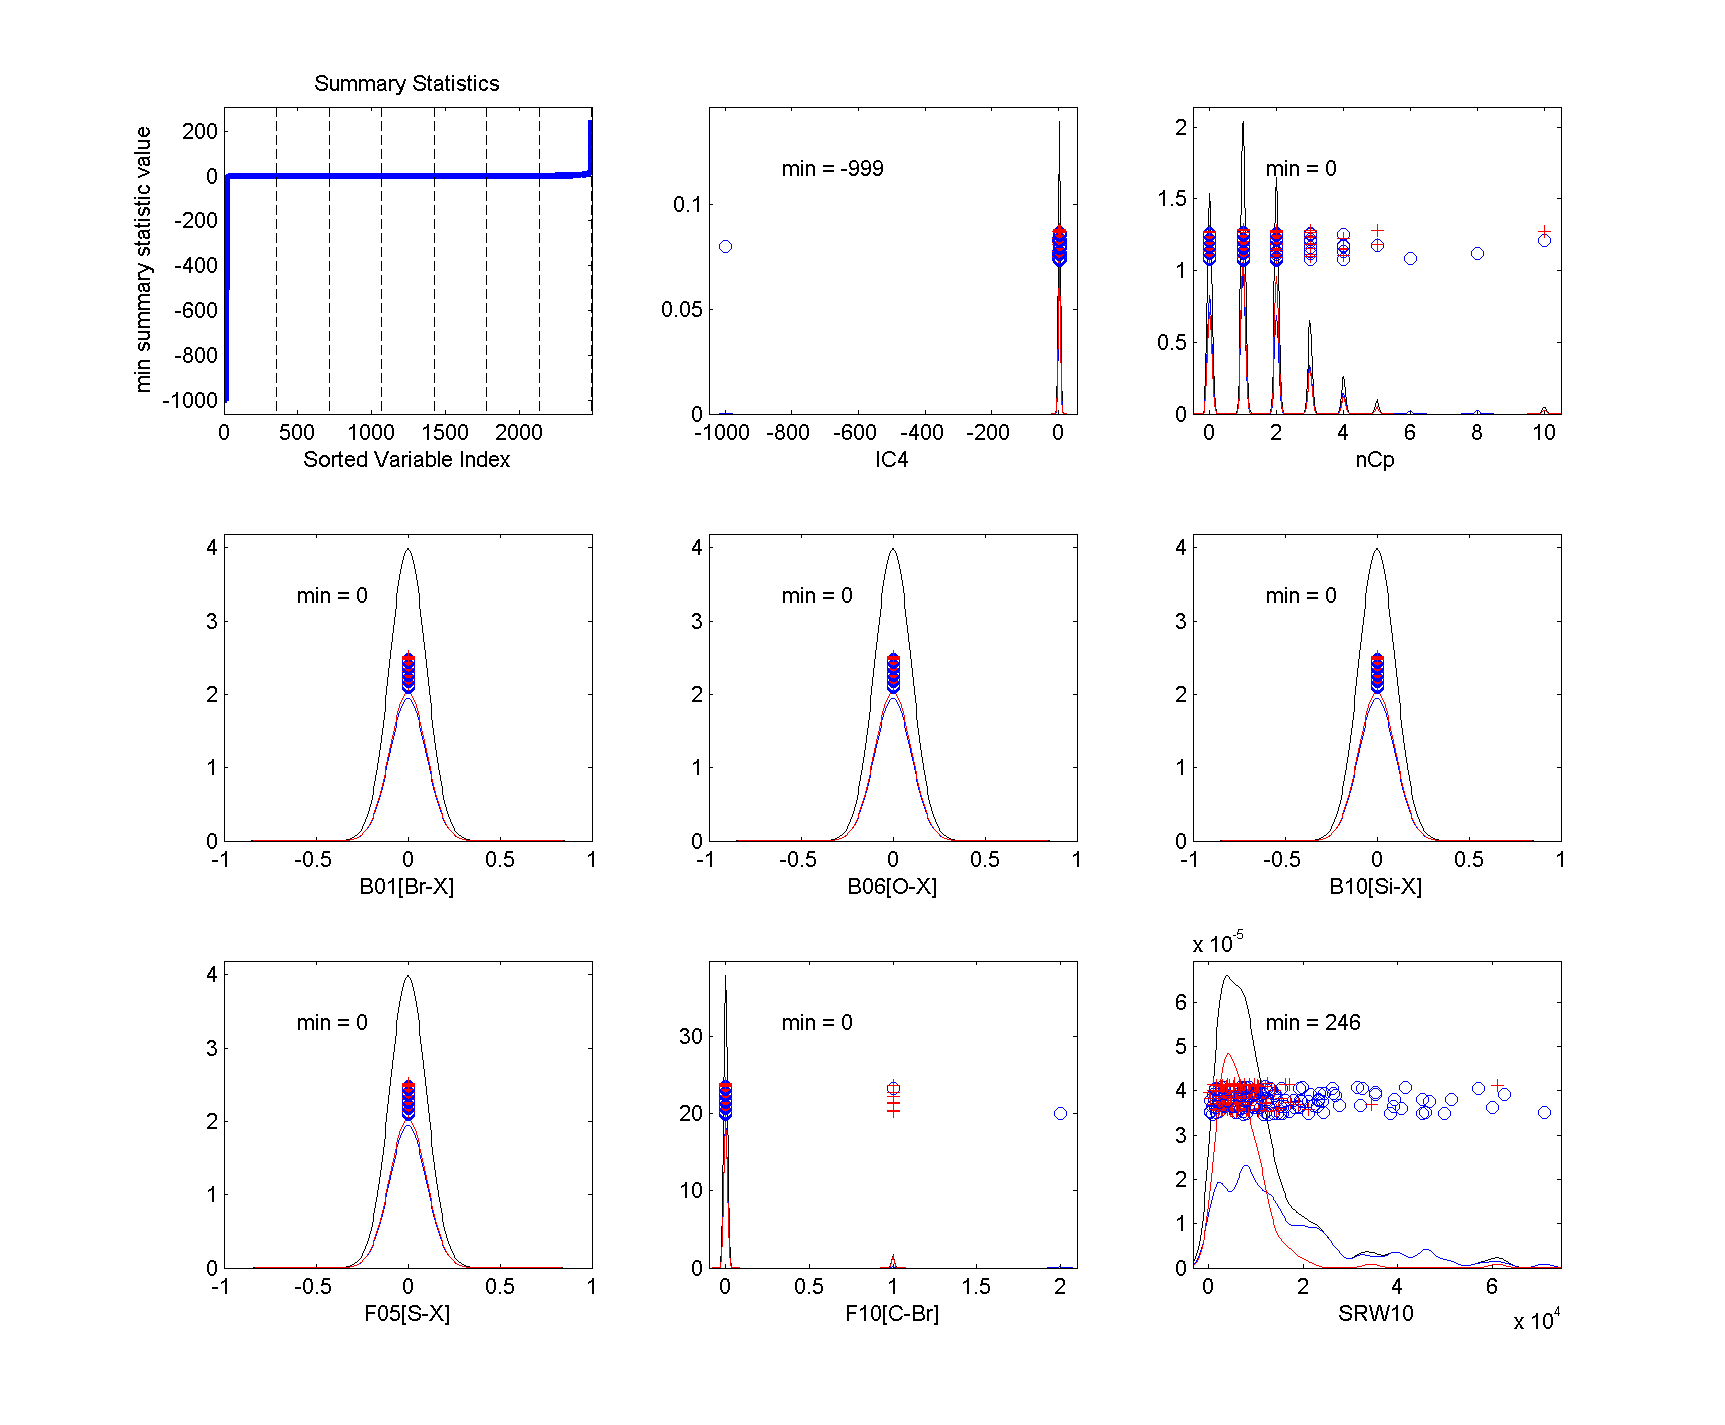 Summary Statistics
min summary statistic value
200
0
-200
-400
-600
-800
-1000
0 500 1000 1500 2000
Sorted Variable Index
min = -999
0.1
0.05
0
-1000 -800 -600 -400 -200 0
IC4
min = 0
2
1.5
1
0.5
0
0 2 4 6 8 10
nCp
min = 0
4
3
2
1
0
-1 -0.5 0 0.5 1
B01[Br-X]
min = 0
4
3
2
1
0
-1 -0.5 0 0.5 1
B06[O-X]
min = 0
4
3
2
1
0
-1 -0.5 0 0.5 1
B10[Si-X]
min = 0
4
3
2
1
0
-1 -0.5 0 0.5 1
F05[S-X]
min = 0
30
20
10
0
0 0.5 1 1.5 2
F10[C-Br]
x 10^-5
min = 246
6
5
4
3
2
1
0
0 2 4 6
SRW10
x 10^4